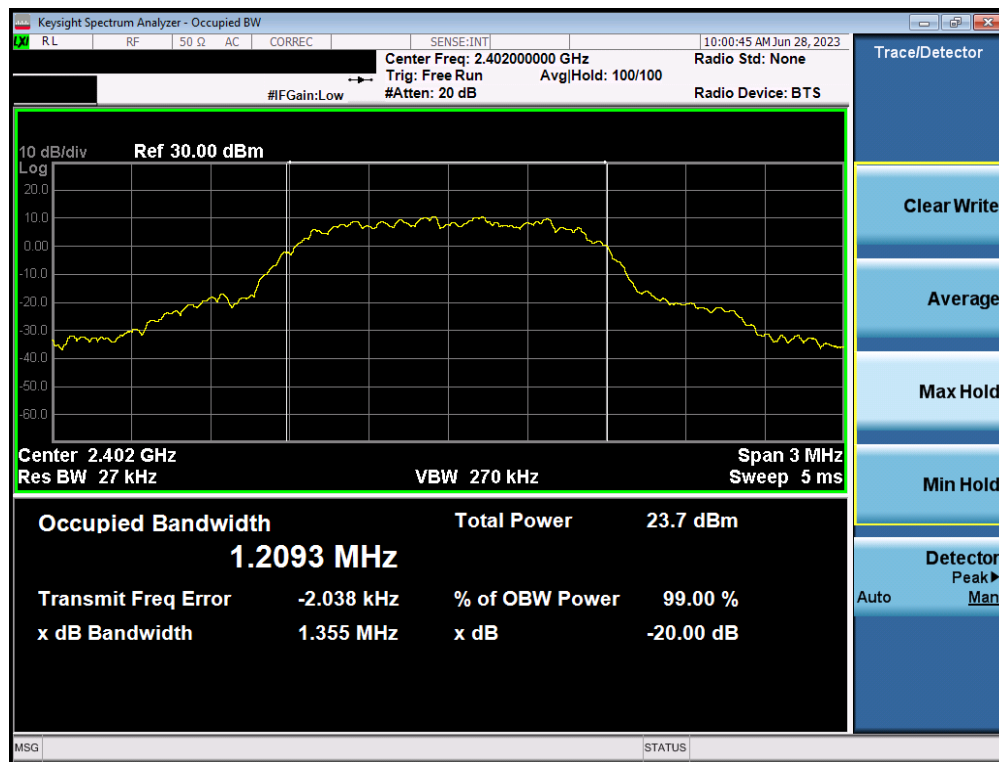 Keysight Spectrum Analyzer - Occupied BW
LXI RL RF 50 Ω AC CORREC SENSE:INT 10:00:45 AM Jun 28, 2023
Center Freq: 2.402000000 GHz Radio Std: None
Trig: Free Run Avg|Hold: 100/100
#IFGain:Low #Atten: 20 dB Radio Device: BTS
10 dB/div Ref 30.00 dBm
Log
20.0
10.0
0.00
-10.0
-20.0
-30.0
-40.0
-50.0
-60.0
Center 2.402 GHz Span 3 MHz
Res BW 27 kHz VBW 270 kHz Sweep 5 ms
Occupied Bandwidth Total Power 23.7 dBm
1.2093 MHz
Transmit Freq Error -2.038 kHz % of OBW Power 99.00 %
x dB Bandwidth 1.355 MHz x dB -20.00 dB
MSG STATUS
Trace/Detector
Clear Write
Average
Max Hold
Min Hold
Detector
Peak▶
Auto Man